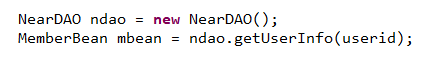 NearDAO ndao = new NearDAO();
MemberBean mbean = ndao.getUserInfo(userid);